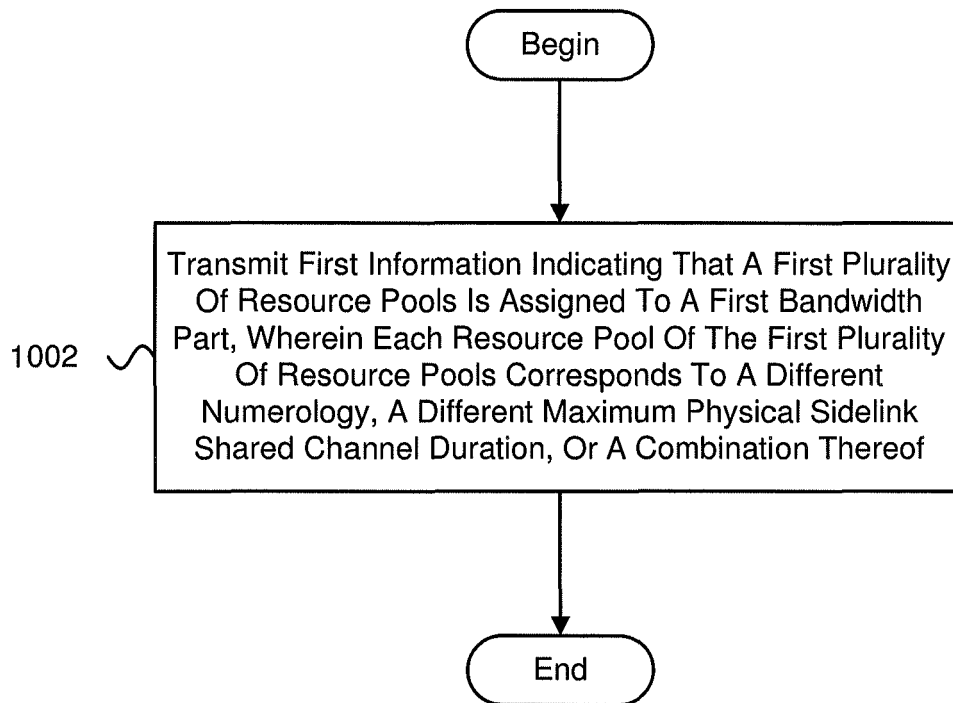 Begin
Transmit First Information Indicating That A First Plurality
Of Resource Pools Is Assigned To A First Bandwidth
Part, Wherein Each Resource Pool Of The First Plurality
Of Resource Pools Corresponds To A Different
Numerology, A Different Maximum Physical Sidelink
Shared Channel Duration, Or A Combination Thereof
1002
End